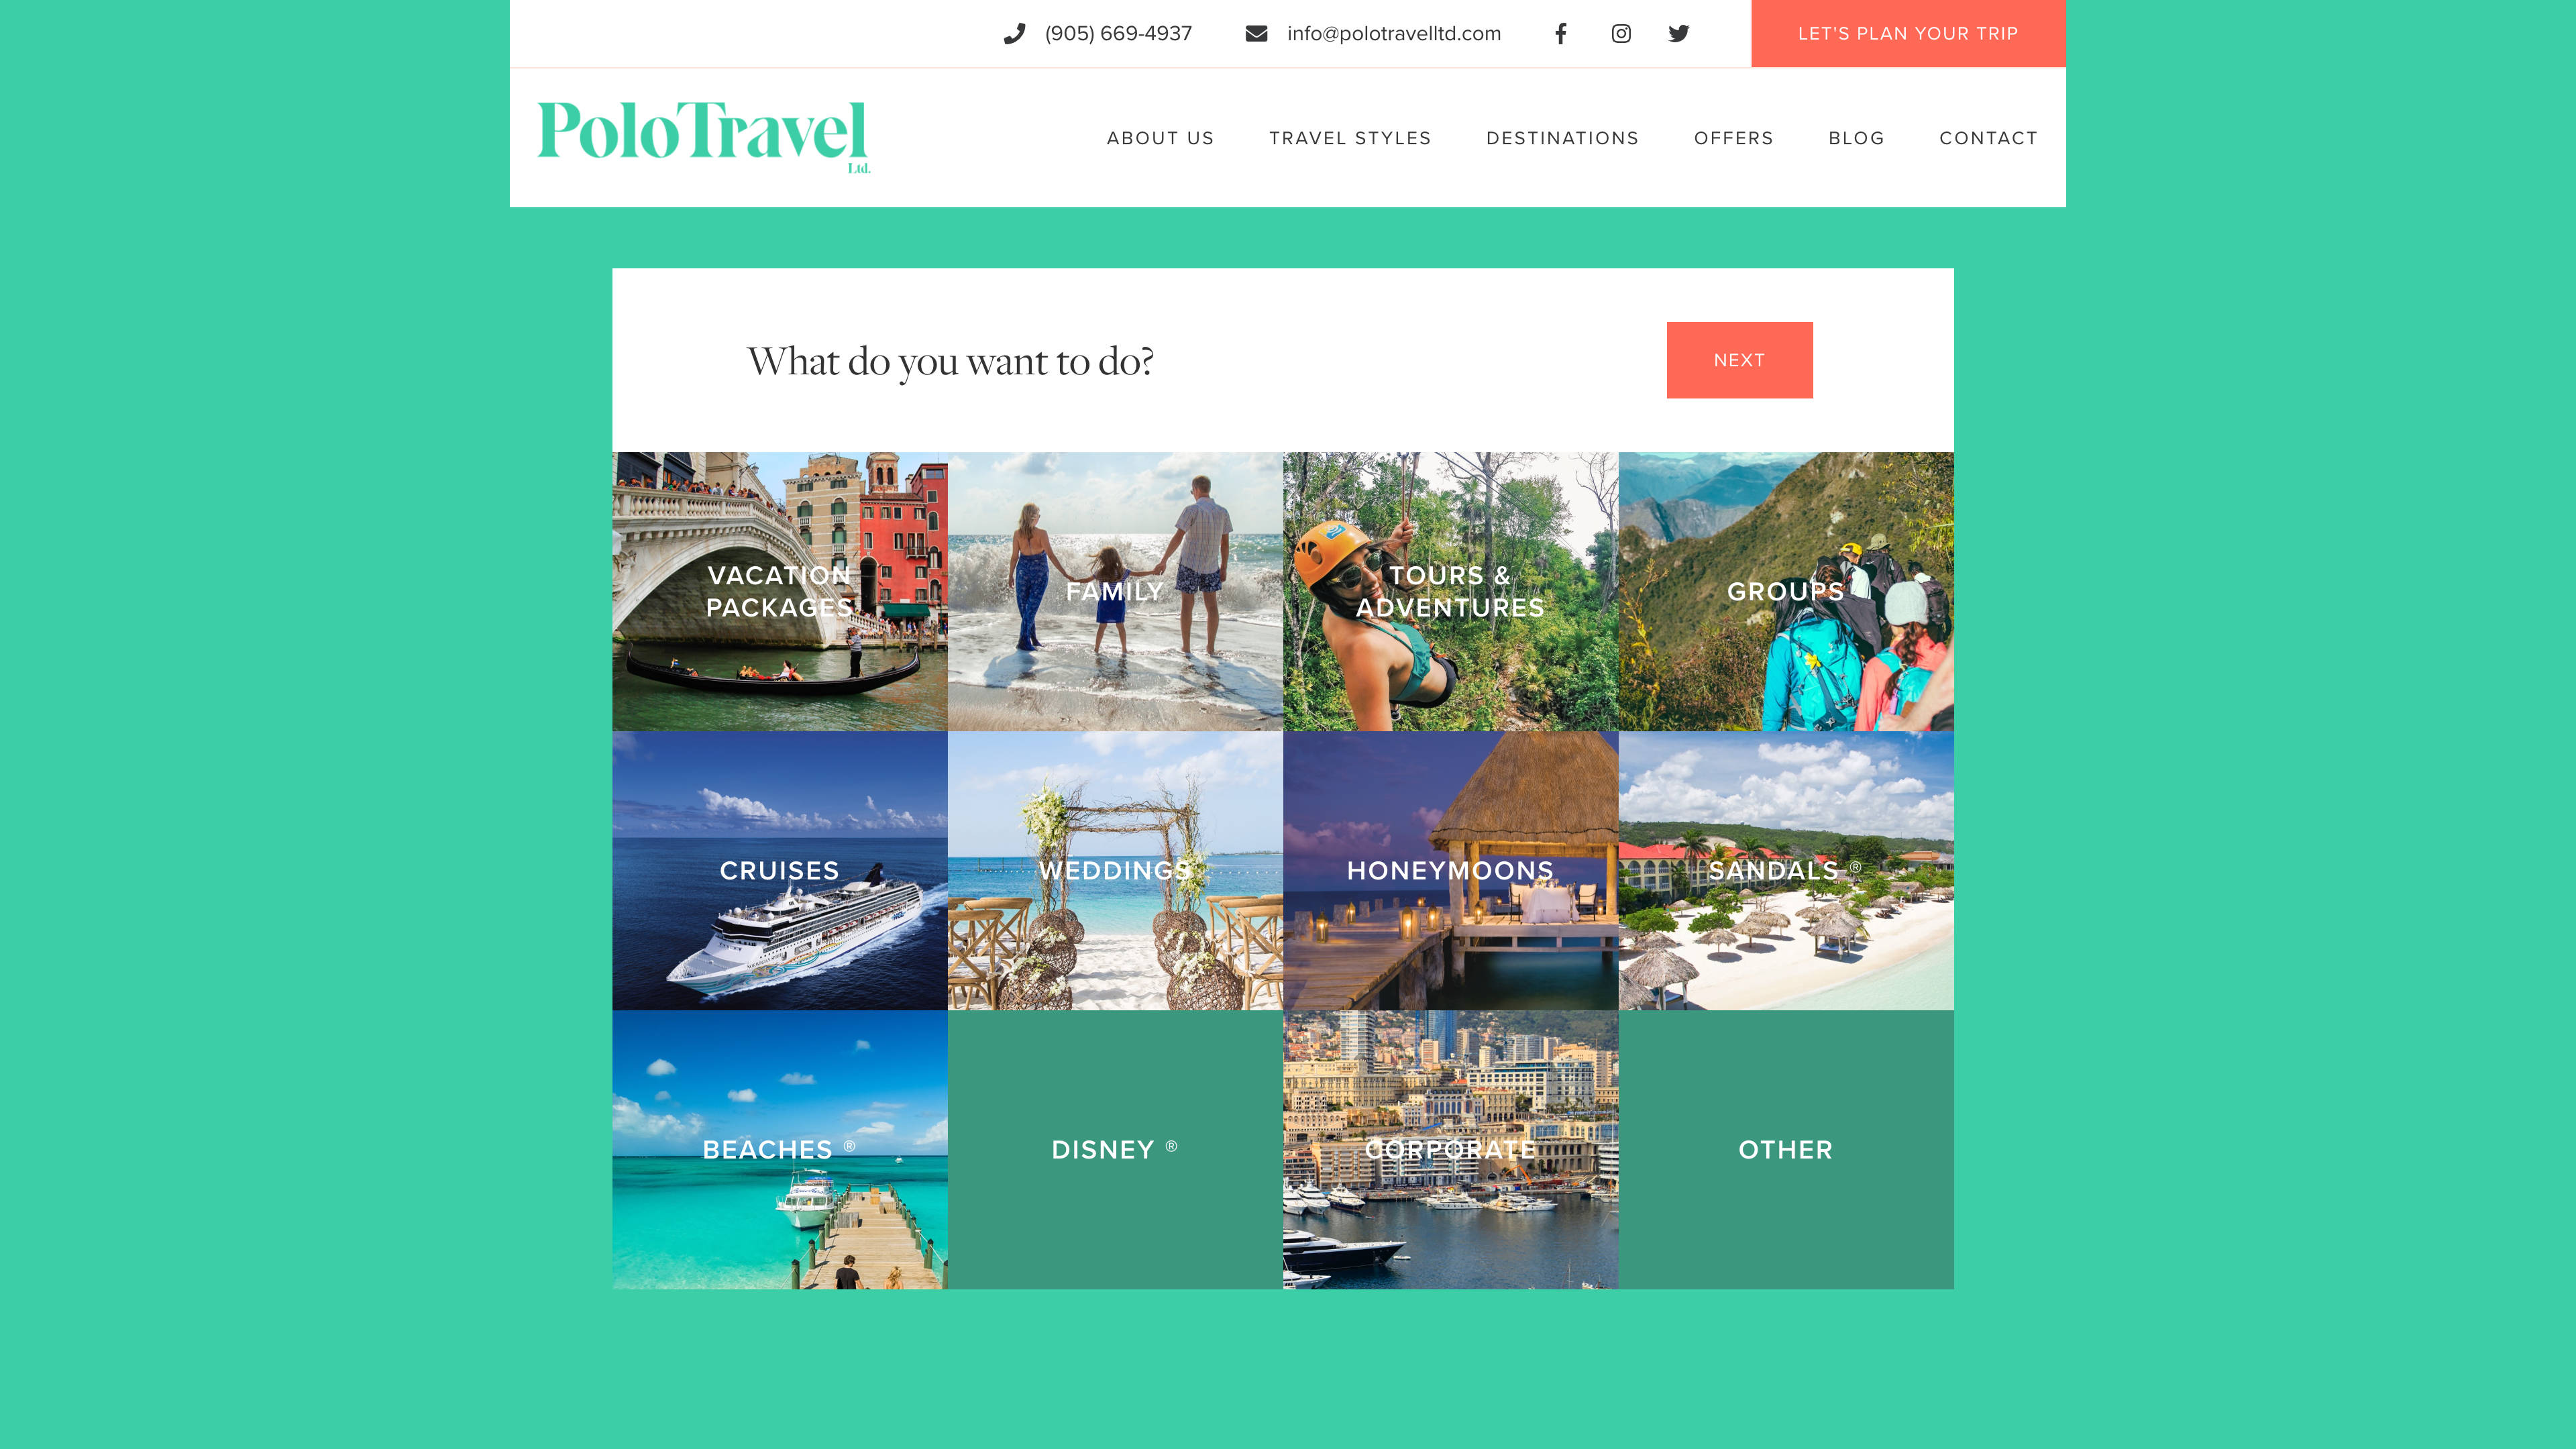 (905) 669-4937
info@polotravelltd.com
LET'S PLAN YOUR TRIP
PoloTravel
Ltd.
ABOUT US
TRAVEL STYLES
DESTINATIONS
OFFERS
BLOG
CONTACT
What do you want to do?
NEXT
VACATION
PACKAGES
FAMILY
TOURS &
ADVENTURES
GROUPS
CRUISES
WEDDINGS
HONEYMOONS
SANDALS ®
BEACHES ®
DISNEY ®
CORPORATE
OTHER